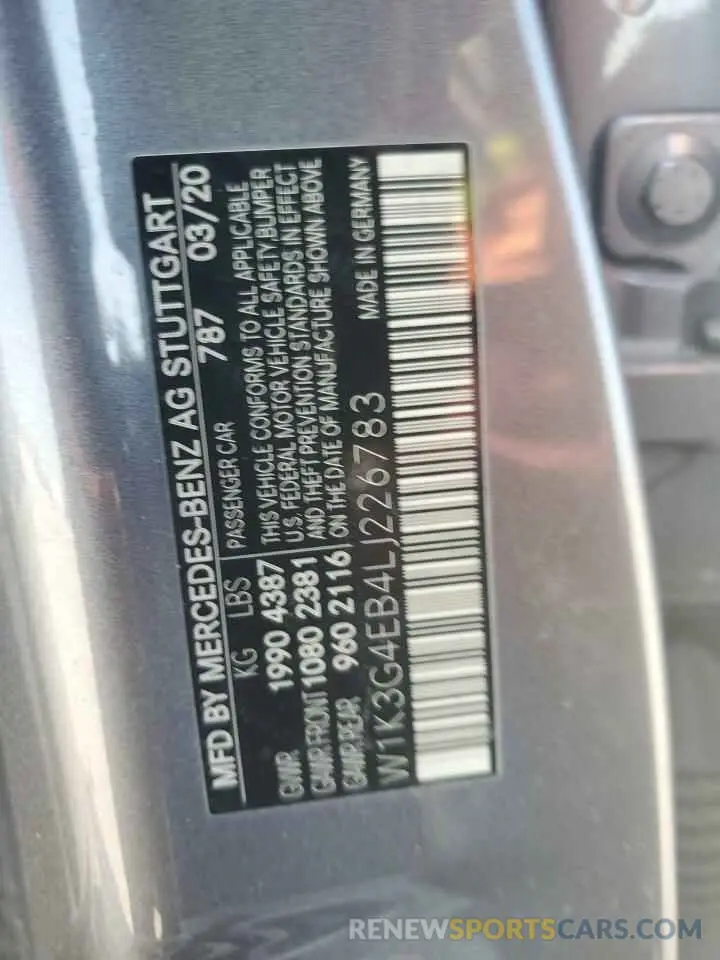 MFD BY MERCEDES-BENZ AG STUTTGART
787 03/20
KG LBS
PASSENGER CAR
GVWR 1990 4387
GAWR FRONT 1080 2381
GAWR REAR 960 2116
THIS VEHICLE CONFORMS TO ALL APPLICABLE
U.S. FEDERAL MOTOR VEHICLE SAFETY BUMPER
AND THEFT PREVENTION STANDARDS IN EFFECT
ON THE DATE OF MANUFACTURE SHOWN ABOVE
MADE IN GERMANY
W1K3G4EB4LJ226783
RENEWSPORTSCARS.COM